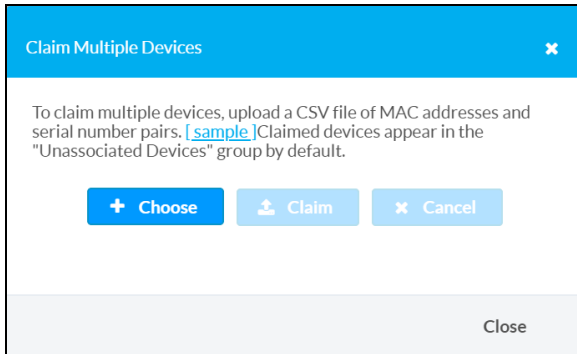 Claim Multiple Devices
To claim multiple devices, upload a CSV file of MAC addresses and
serial number pairs. [ sample ]Claimed devices appear in the
"Unassociated Devices" group by default.
Choose Claim Cancel
Close